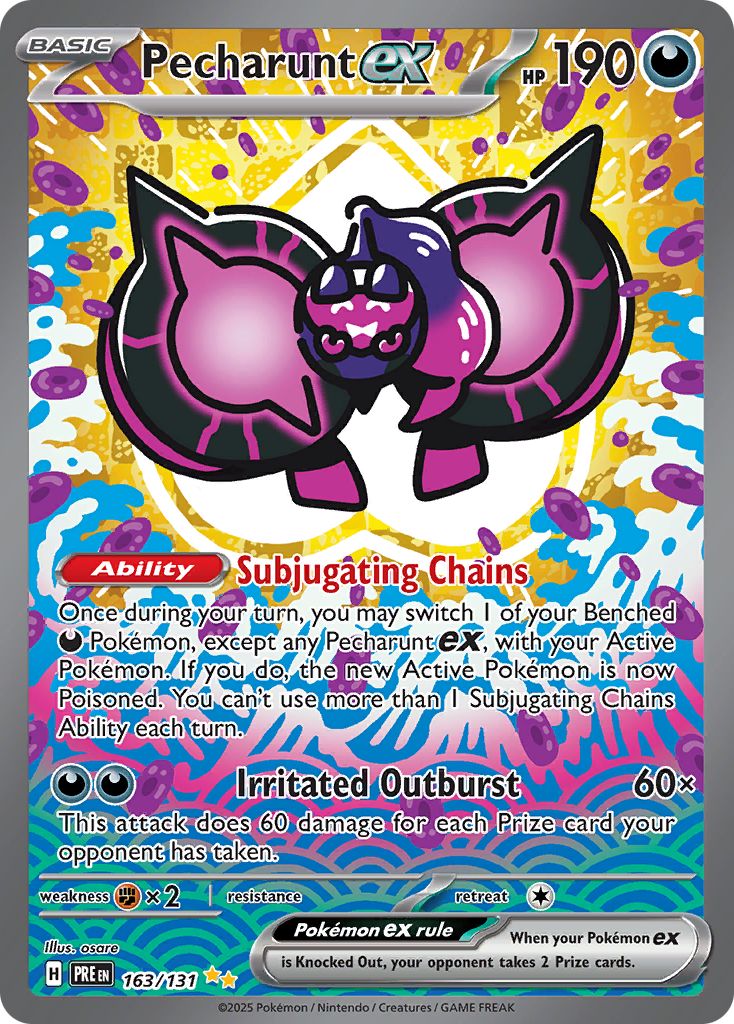 BASIC
Pecharunt ex
HP 190
Ability Subjugating Chains
Once during your turn, you may switch 1 of your Benched
Pokémon, except any Pecharunt ex, with your Active
Pokémon. If you do, the new Active Pokémon is now
Poisoned. You can't use more than 1 Subjugating Chains
Ability each turn.
Irritated Outburst 60×
This attack does 60 damage for each Prize card your
opponent has taken.
weakness ×2 resistance retreat
Pokémon ex rule When your Pokémon ex
is Knocked Out, your opponent takes 2 Prize cards.
Illus. osare
H PRE EN 163/131
©2025 Pokémon / Nintendo / Creatures / GAME FREAK